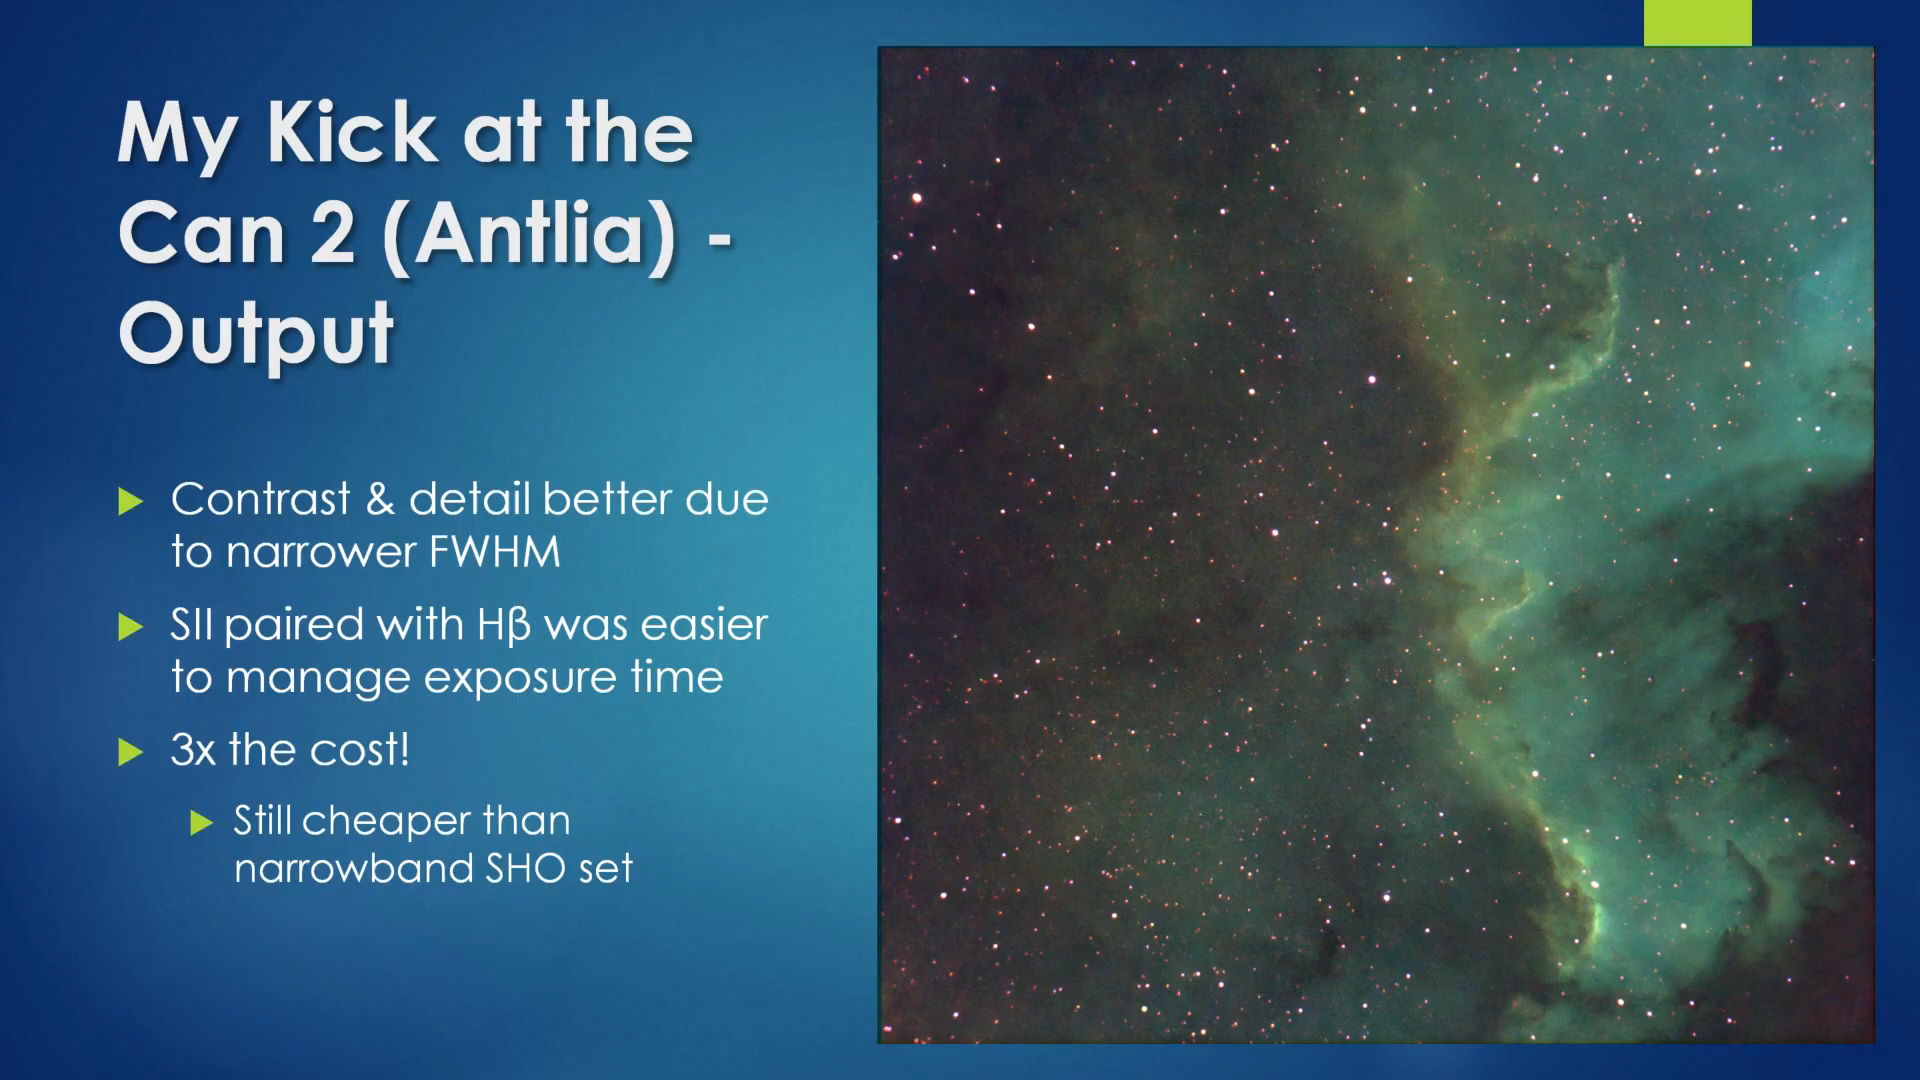 My Kick at the
Can 2 (Antlia) -
Output
Contrast & detail better due
to narrower FWHM
SII paired with Hβ was easier
to manage exposure time
3x the cost!
Still cheaper than
narrowband SHO set